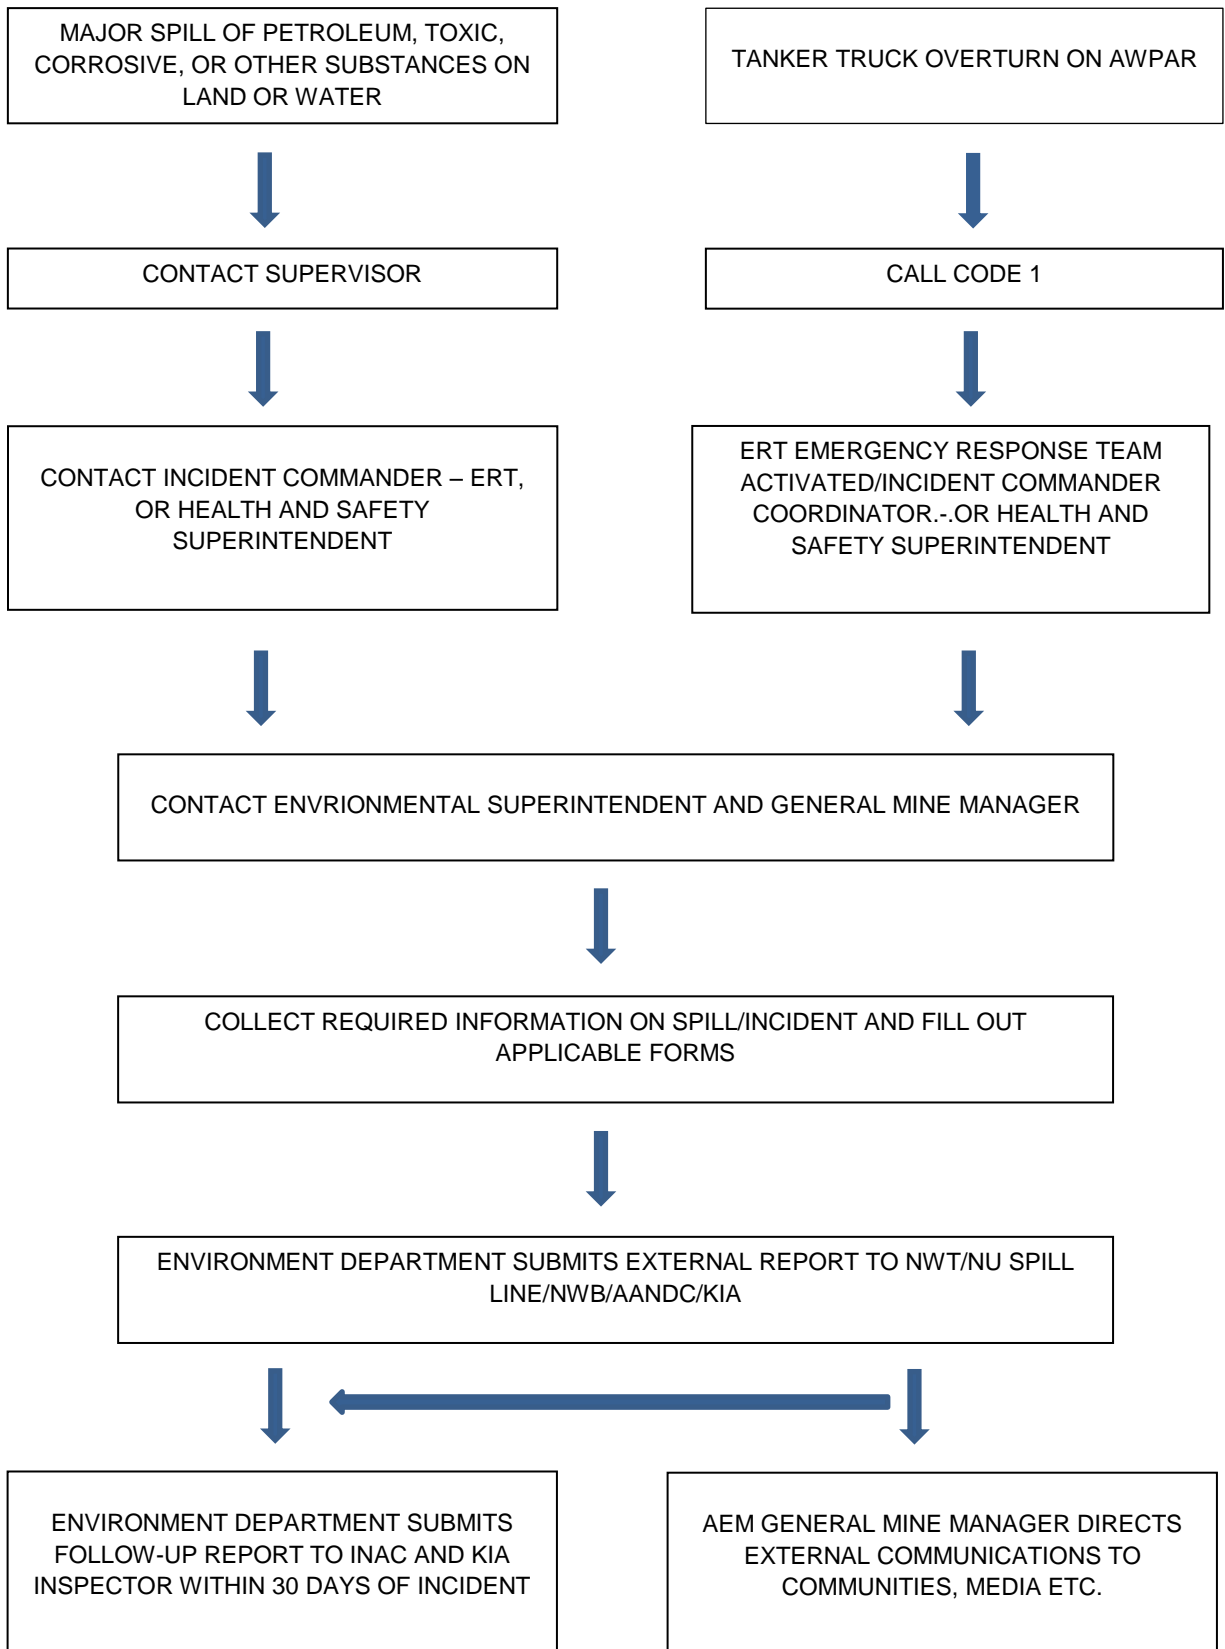 MAJOR SPILL OF PETROLEUM, TOXIC,
CORROSIVE, OR OTHER SUBSTANCES ON
LAND OR WATER
TANKER TRUCK OVERTURN ON AWPAR
CONTACT SUPERVISOR
CALL CODE 1
CONTACT INCIDENT COMMANDER – ERT,
OR HEALTH AND SAFETY
SUPERINTENDENT
ERT EMERGENCY RESPONSE TEAM
ACTIVATED/INCIDENT COMMANDER
COORDINATOR.-.OR HEALTH AND
SAFETY SUPERINTENDENT
CONTACT ENVRIONMENTAL SUPERINTENDENT AND GENERAL MINE MANAGER
COLLECT REQUIRED INFORMATION ON SPILL/INCIDENT AND FILL OUT
APPLICABLE FORMS
ENVIRONMENT DEPARTMENT SUBMITS EXTERNAL REPORT TO NWT/NU SPILL
LINE/NWB/AANDC/KIA
ENVIRONMENT DEPARTMENT SUBMITS
FOLLOW-UP REPORT TO INAC AND KIA
INSPECTOR WITHIN 30 DAYS OF INCIDENT
AEM GENERAL MINE MANAGER DIRECTS
EXTERNAL COMMUNICATIONS TO
COMMUNITIES, MEDIA ETC.